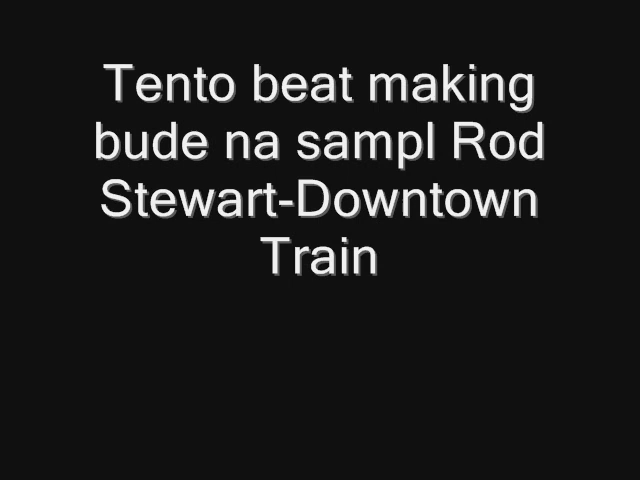 Tento beat making
bude na sampl Rod
Stewart-Downtown
Train